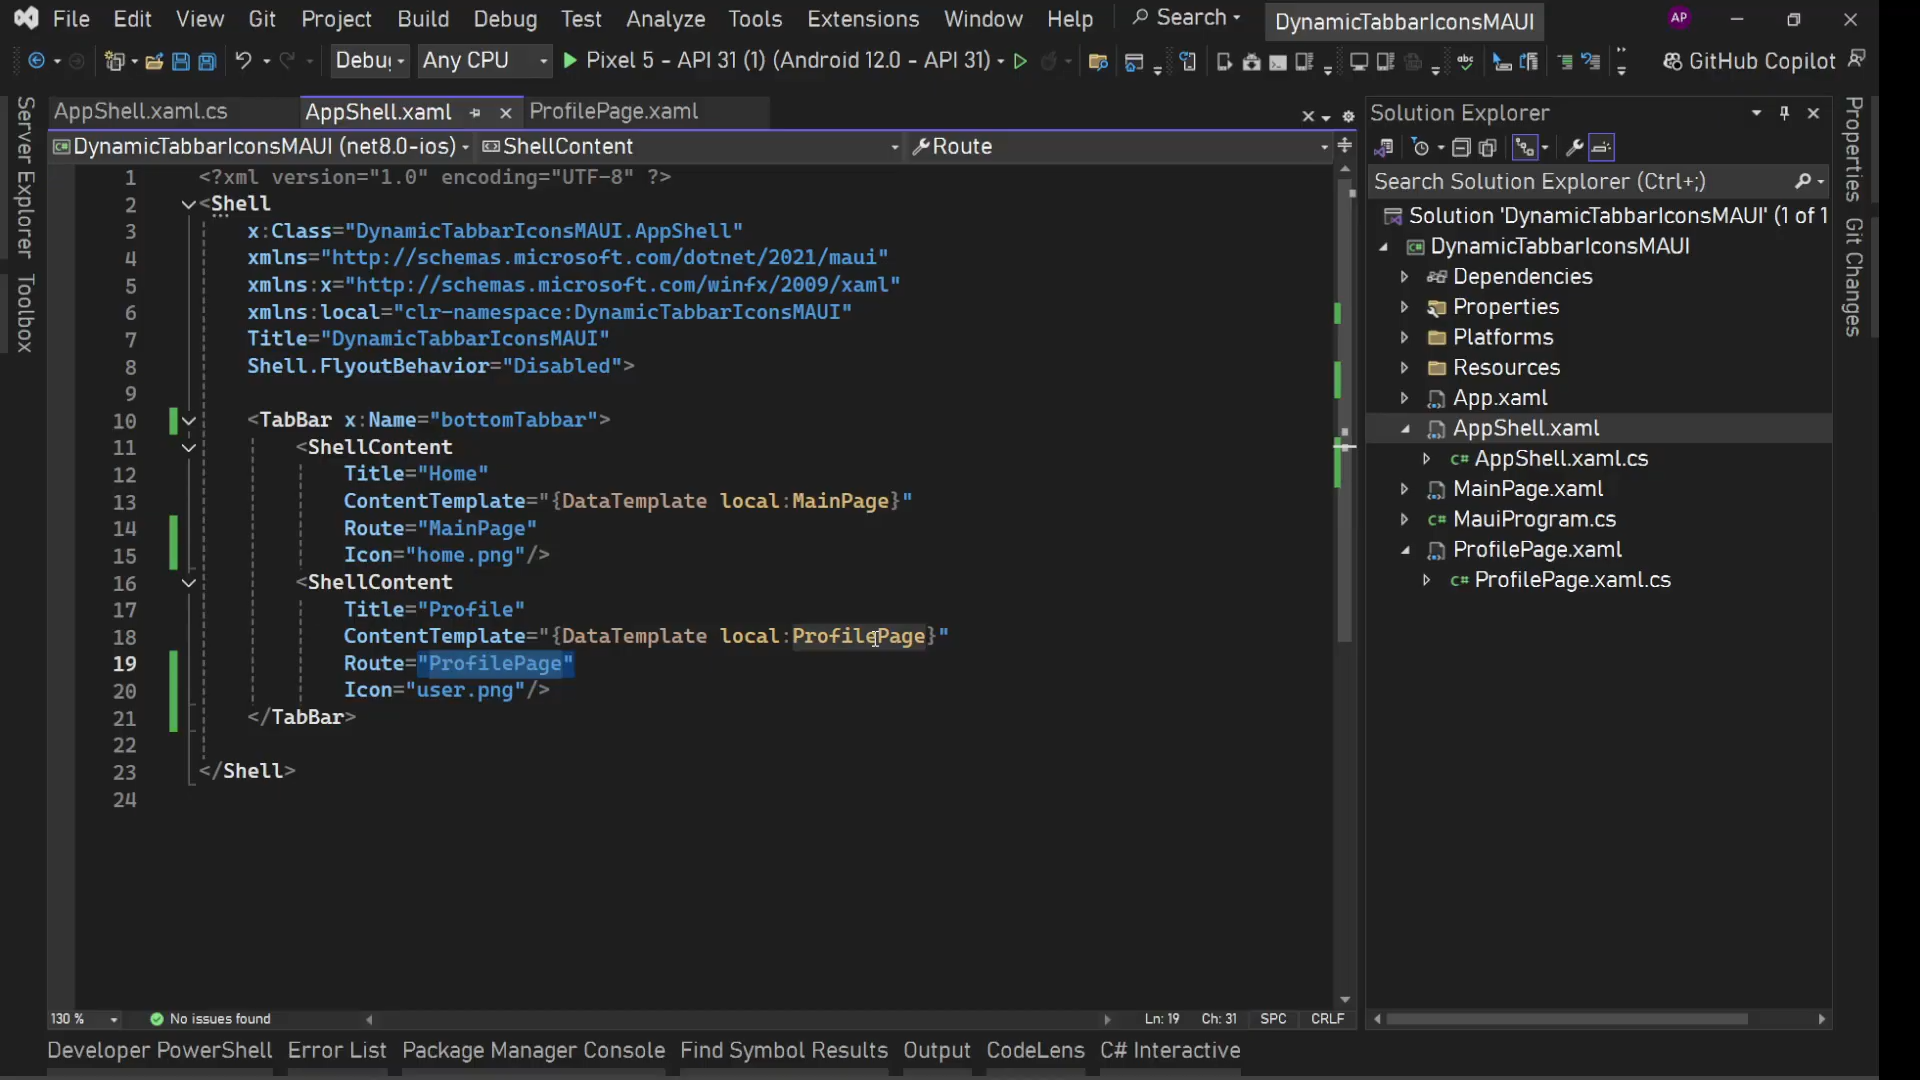 File Edit View Git Project Build Debug Test Analyze Tools Extensions Window Help Search DynamicTabbarIconsMAUI AP
Debug Any CPU Pixel 5 - API 31 (1) (Android 12.0 - API 31) GitHub Copilot
Server Explorer
Toolbox
AppShell.xaml.cs AppShell.xaml ProfilePage.xaml
DynamicTabbarIconsMAUI (net8.0-ios) ShellContent Route
1 <?xml version="1.0" encoding="UTF-8" ?>
2 <Shell
3 x:Class="DynamicTabbarIconsMAUI.AppShell"
4 xmlns="http://schemas.microsoft.com/dotnet/2021/maui"
5 xmlns:x="http://schemas.microsoft.com/winfx/2009/xaml"
6 xmlns:local="clr-namespace:DynamicTabbarIconsMAUI"
7 Title="DynamicTabbarIconsMAUI"
8 Shell.FlyoutBehavior="Disabled">
9
10 <TabBar x:Name="bottomTabbar">
11 <ShellContent
12 Title="Home"
13 ContentTemplate="{DataTemplate local:MainPage}"
14 Route="MainPage"
15 Icon="home.png"/>
16 <ShellContent
17 Title="Profile"
18 ContentTemplate="{DataTemplate local:ProfilePage}"
19 Route="ProfilePage"
20 Icon="user.png"/>
21 </TabBar>
22
23 </Shell>
24
130 % No issues found Ln: 19 Ch: 31 SPC CRLF
Developer PowerShell Error List Package Manager Console Find Symbol Results Output CodeLens C# Interactive
Solution Explorer
Search Solution Explorer (Ctrl+;)
Solution 'DynamicTabbarIconsMAUI' (1 of 1
DynamicTabbarIconsMAUI
Dependencies
Properties
Platforms
Resources
App.xaml
AppShell.xaml
C# AppShell.xaml.cs
MainPage.xaml
C# MauiProgram.cs
ProfilePage.xaml
C# ProfilePage.xaml.cs
Properties
Git Changes